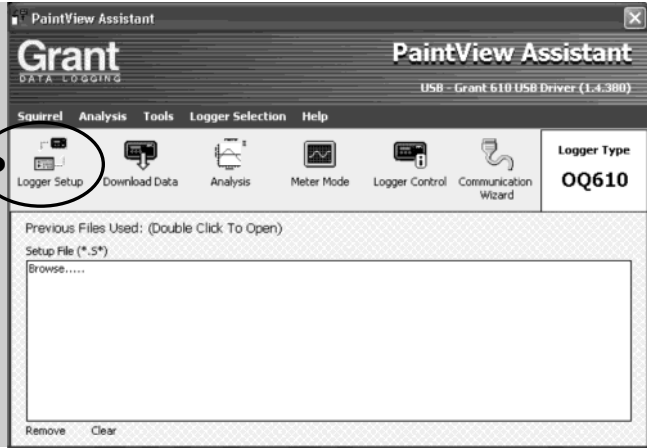 PaintView Assistant
Grant
DATA LOGGING
PaintView Assistant
USB - Grant 610 USB Driver (1.4.380)
Squirrel Analysis Tools Logger Selection Help
Logger Setup Download Data Analysis Meter Mode Logger Control Communication Wizard
Logger Type
OQ610
Previous Files Used: (Double Click To Open)
Setup File (*.S*)
Browse.....
Remove Clear